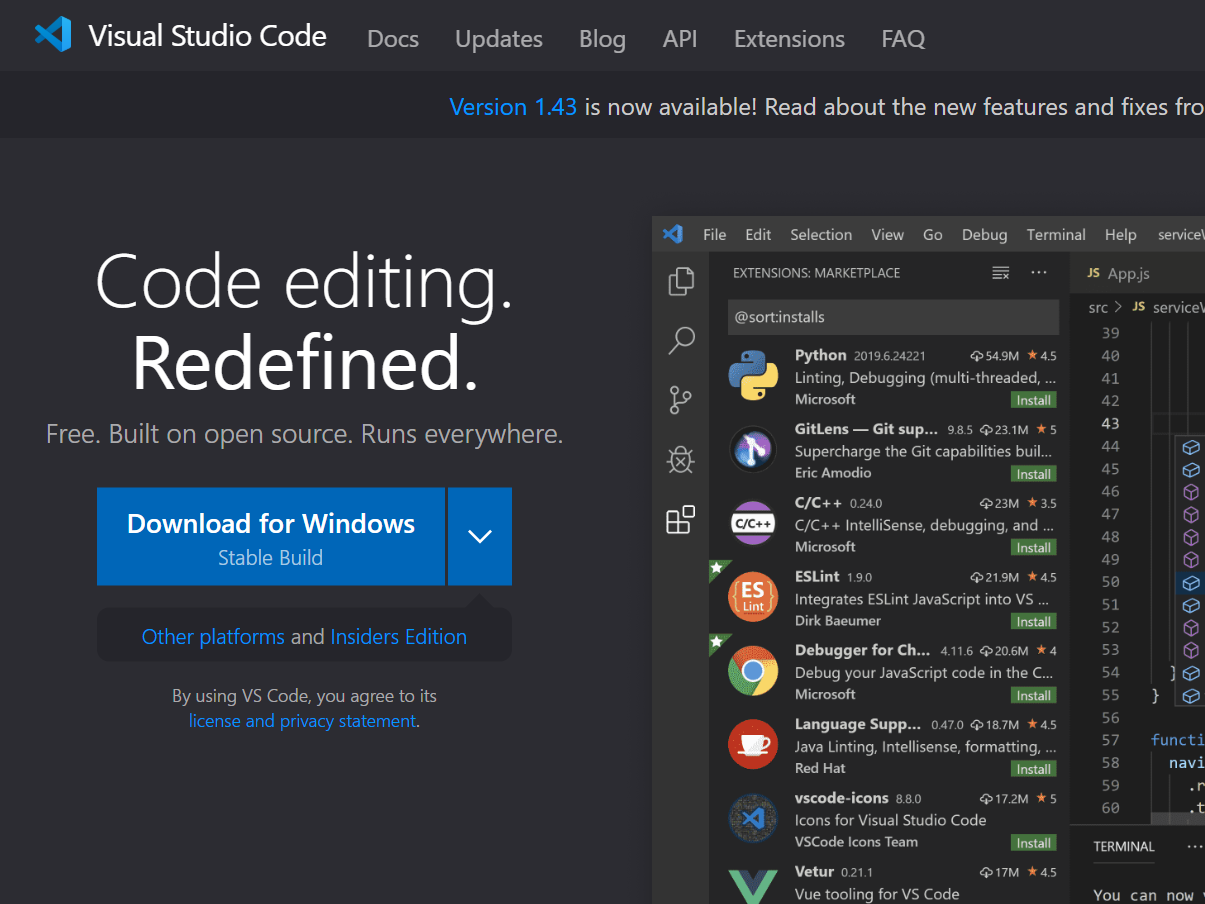 Visual Studio Code Docs Updates Blog API Extensions FAQ
Version 1.43 is now available! Read about the new features and fixes fro
Code editing.
Redefined.
Free. Built on open source. Runs everywhere.
Download for Windows
Stable Build
Other platforms and Insiders Edition
By using VS Code, you agree to its
license and privacy statement.
File Edit Selection View Go Debug Terminal Help serviceW
EXTENSIONS: MARKETPLACE ···
@sort:installs
Python 2019.6.24221 54.9M ★ 4.5
Linting, Debugging (multi-threaded, ...
Microsoft Install
GitLens — Git sup... 9.8.5 23.1M ★ 5
Supercharge the Git capabilities buil...
Eric Amodio Install
C/C++
C/C++ 0.24.0 23M ★ 3.5
C/C++ IntelliSense, debugging, and ...
Microsoft Install
ES
Lint
ESLint 1.9.0 21.9M ★ 4.5
Integrates ESLint JavaScript into VS ...
Dirk Baeumer Install
Debugger for Ch... 4.11.6 20.6M ★ 4
Debug your JavaScript code in the C...
Microsoft Install
Language Supp... 0.47.0 18.7M ★ 4.5
Java Linting, Intellisense, formatting, ...
Red Hat Install
vscode-icons 8.8.0 17.2M ★ 5
Icons for Visual Studio Code
VSCode Icons Team Install
Vetur 0.21.1 17M ★ 4.5
Vue tooling for VS Code
JS App.js
src > JS serviceW
39
40
41
42
43
44
45
46
47
48
49
50
51
52
53
54 }
55 }
56
57 functi
58 navi
59 .r
60 .t
TERMINAL ···
You can now v